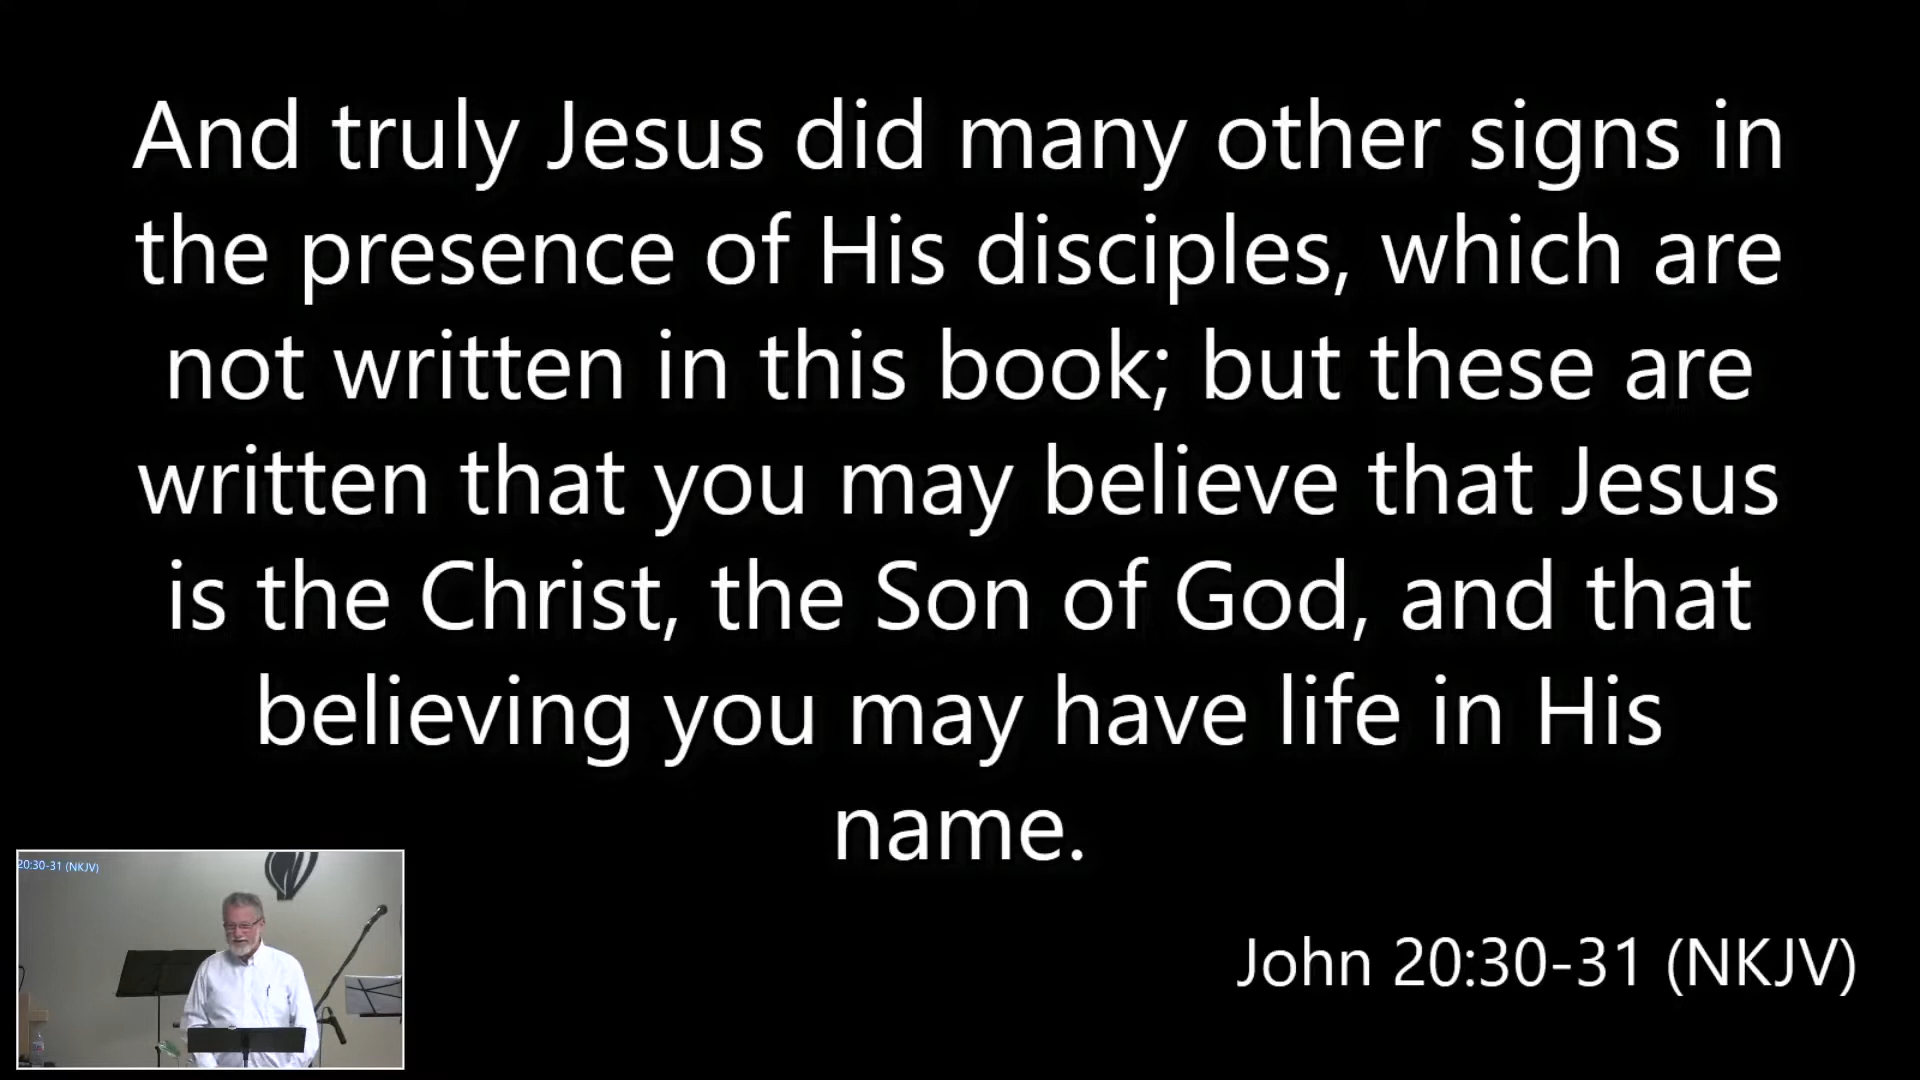 And truly Jesus did many other signs in
the presence of His disciples, which are
not written in this book; but these are
written that you may believe that Jesus
is the Christ, the Son of God, and that
believing you may have life in His
name.
John 20:30-31 (NKJV)
20:30-31 (NKJV)